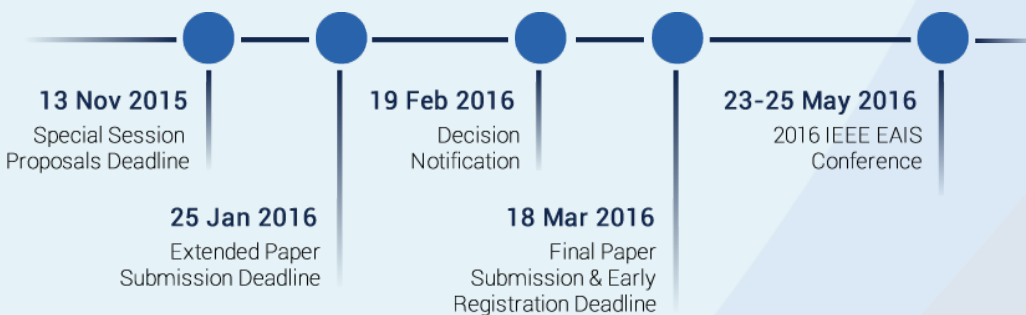 13 Nov 2015
Special Session
Proposals Deadline
25 Jan 2016
Extended Paper
Submission Deadline
19 Feb 2016
Decision
Notification
18 Mar 2016
Final Paper
Submission & Early
Registration Deadline
23-25 May 2016
2016 IEEE EAIS
Conference